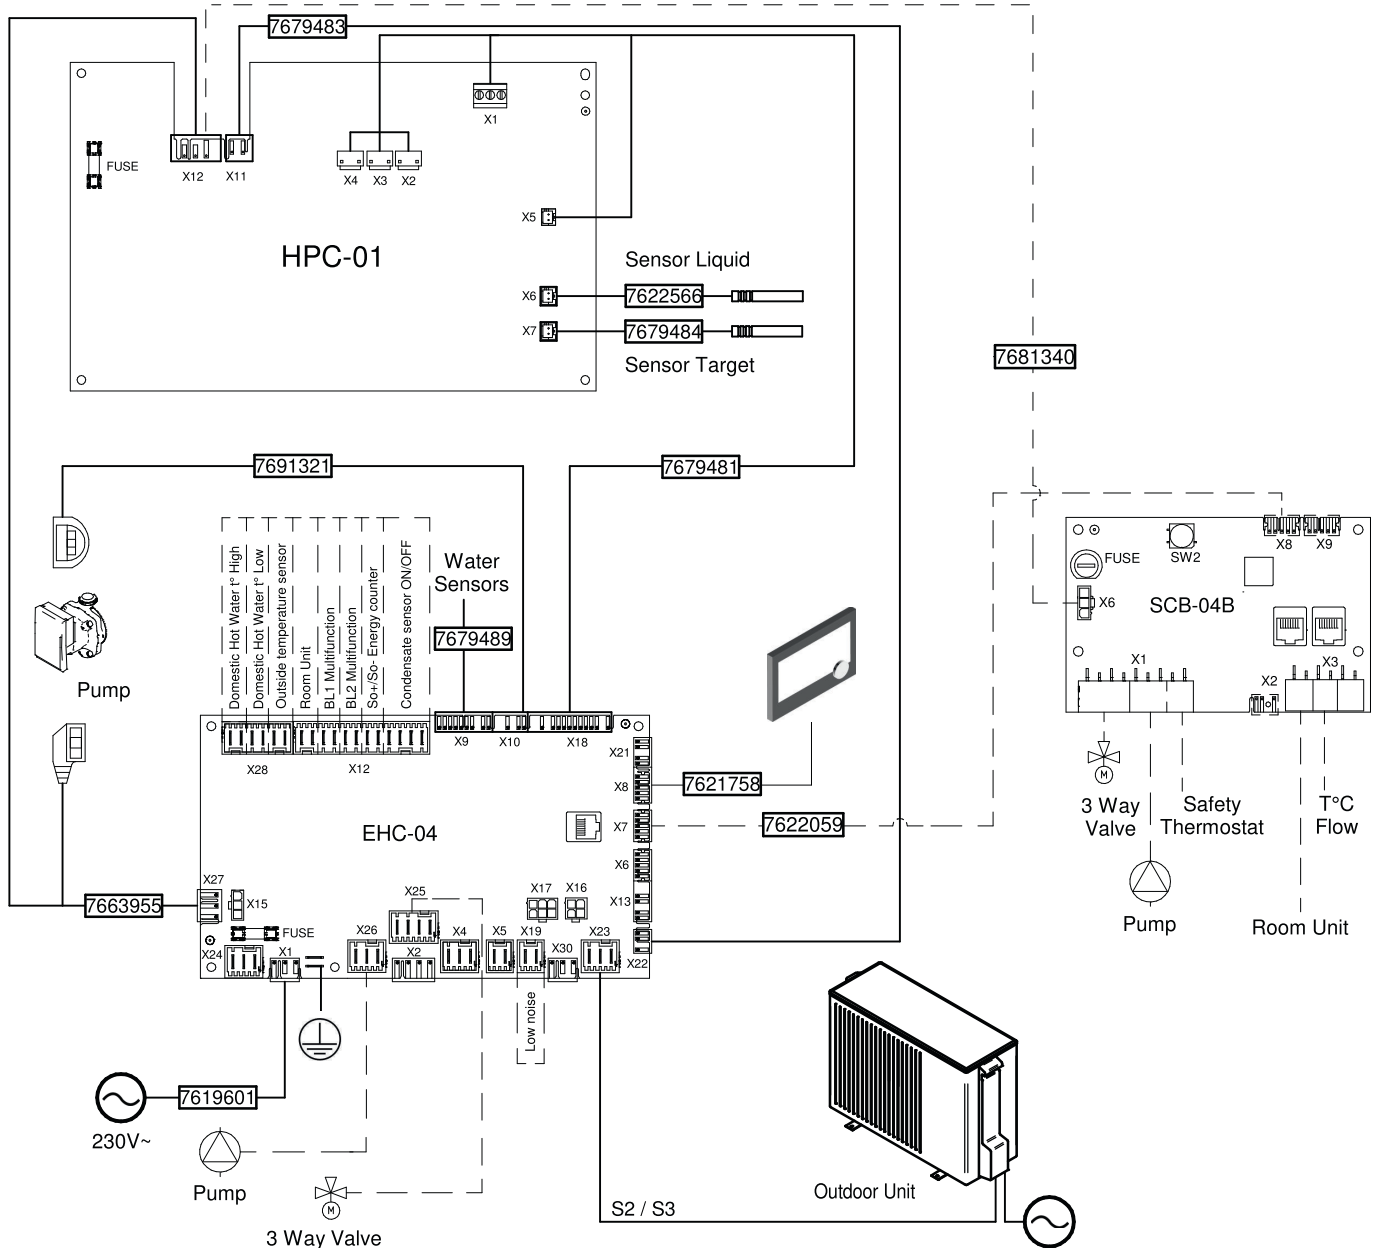 7679483
X1
FUSE
X12
X11
X4
X3
X2
X5
HPC-01
Sensor Liquid
X6
7622566
X7
7679484
Sensor Target
7681340
7691321
7679481
Domestic Hot Water t° High
Domestic Hot Water t° Low
Outside temperature sensor
Room Unit
BL1 Multifunction
BL2 Multifunction
So+/So- Energy counter
Condensate sensor ON/OFF
Water
Sensors
7679489
Pump
X8
X9
SW2
FUSE
X6
SCB-04B
X1
X3
X2
X28
X12
X9
X10
X18
X21
X8
7621758
EHC-04
X7
7622059
X6
3 Way
Valve
Safety
Thermostat
T°C
Flow
Pump
Room Unit
X27
7663955
X15
X25
X17
X16
X13
FUSE
X24
X1
X26
X2
X4
X5
X19
X30
X23
X22
Low noise
7619601
230V~
Pump
M
3 Way Valve
M
S2 / S3
Outdoor Unit